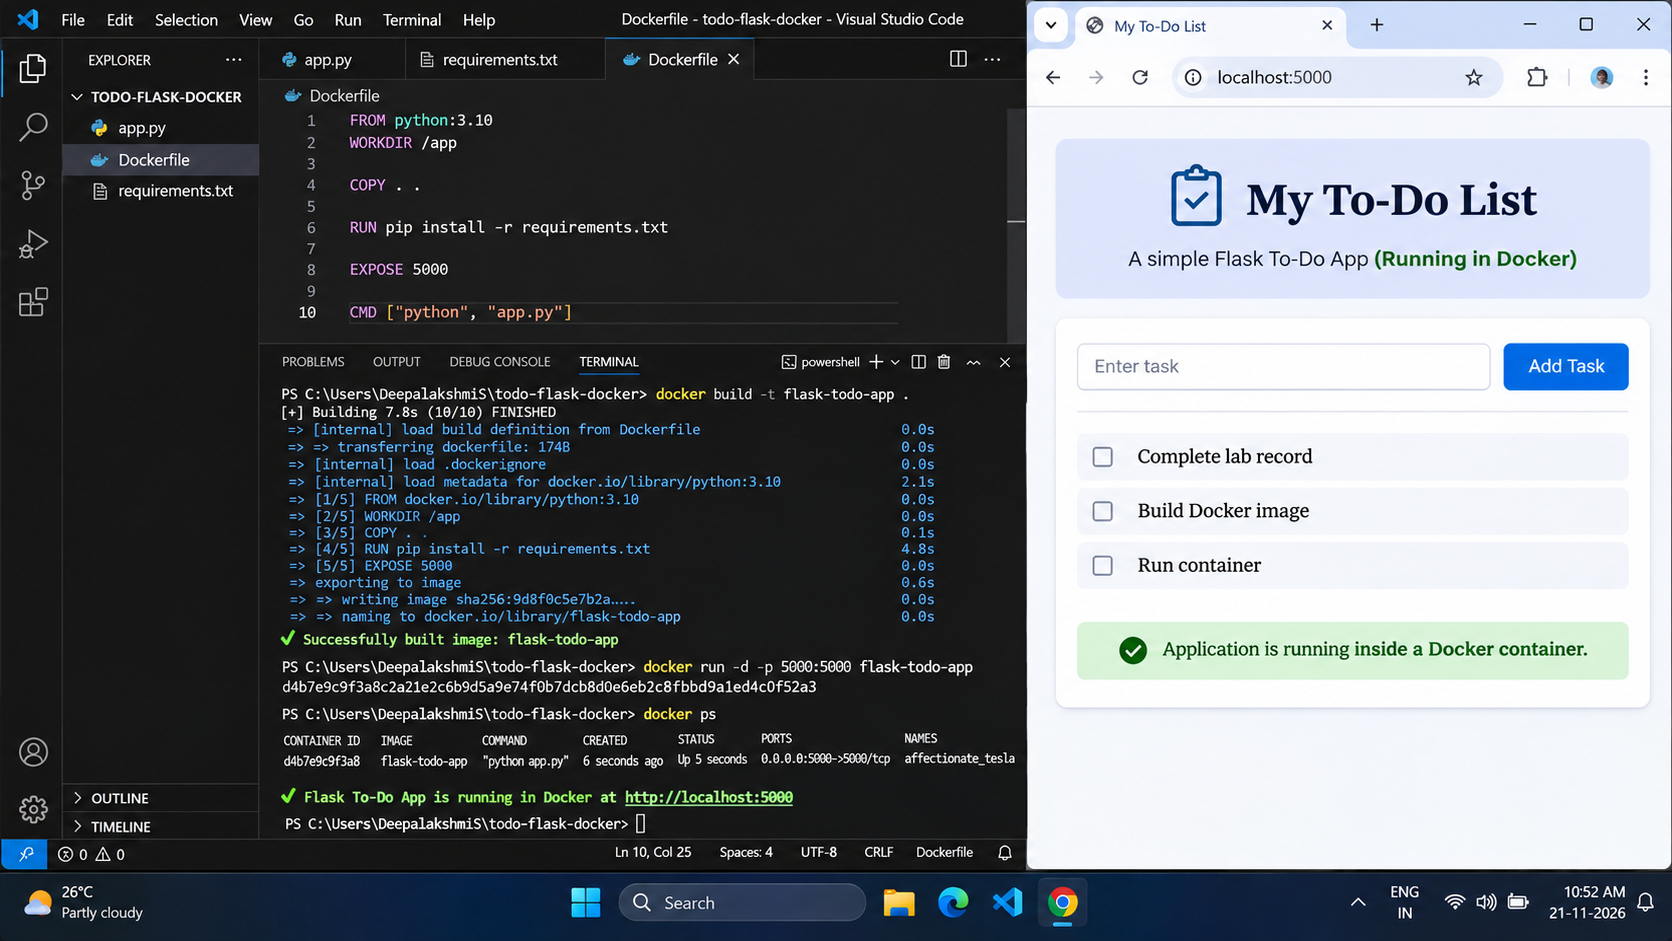 File Edit Selection View Go Run Terminal Help
Dockerfile - todo-flask-docker - Visual Studio Code
EXPLORER
TODO-FLASK-DOCKER
app.py
Dockerfile
requirements.txt
OUTLINE
TIMELINE
app.py requirements.txt Dockerfile
Dockerfile
1 FROM python:3.10
2 WORKDIR /app
3
4 COPY . .
5
6 RUN pip install -r requirements.txt
7
8 EXPOSE 5000
9
10 CMD ["python", "app.py"]
PROBLEMS OUTPUT DEBUG CONSOLE TERMINAL powershell
PS C:\Users\DeepalakshmiS\todo-flask-docker> docker build -t flask-todo-app .
[+] Building 7.8s (10/10) FINISHED
=> [internal] load build definition from Dockerfile 0.0s
=> => transferring dockerfile: 174B 0.0s
=> [internal] load .dockerignore 0.0s
=> [internal] load metadata for docker.io/library/python:3.10 2.1s
=> [1/5] FROM docker.io/library/python:3.10 0.0s
=> [2/5] WORKDIR /app 0.0s
=> [3/5] COPY . . 0.1s
=> [4/5] RUN pip install -r requirements.txt 4.8s
=> [5/5] EXPOSE 5000 0.0s
=> exporting to image 0.6s
=> => writing image sha256:9d8f0c5e7b2a..... 0.0s
=> => naming to docker.io/library/flask-todo-app 0.0s
✔ Successfully built image: flask-todo-app
PS C:\Users\DeepalakshmiS\todo-flask-docker> docker run -d -p 5000:5000 flask-todo-app
d4b7e9c9f3a8c2a21e2c6b9d5a9e74f0b7dcb8d0e6eb2c8fbbd9a1ed4c0f52a3
PS C:\Users\DeepalakshmiS\todo-flask-docker> docker ps
CONTAINER ID IMAGE COMMAND CREATED STATUS PORTS NAMES
d4b7e9c9f3a8 flask-todo-app "python app.py" 6 seconds ago Up 5 seconds 0.0.0.0:5000->5000/tcp affectionate_tesla
✔ Flask To-Do App is running in Docker at http://localhost:5000
PS C:\Users\DeepalakshmiS\todo-flask-docker>
0 0 Ln 10, Col 25 Spaces: 4 UTF-8 CRLF Dockerfile
My To-Do List
localhost:5000
My To-Do List
A simple Flask To-Do App (Running in Docker)
Enter task Add Task
Complete lab record
Build Docker image
Run container
Application is running inside a Docker container.
26°C
Partly cloudy
Search
ENG
IN
10:52 AM
21-11-2026